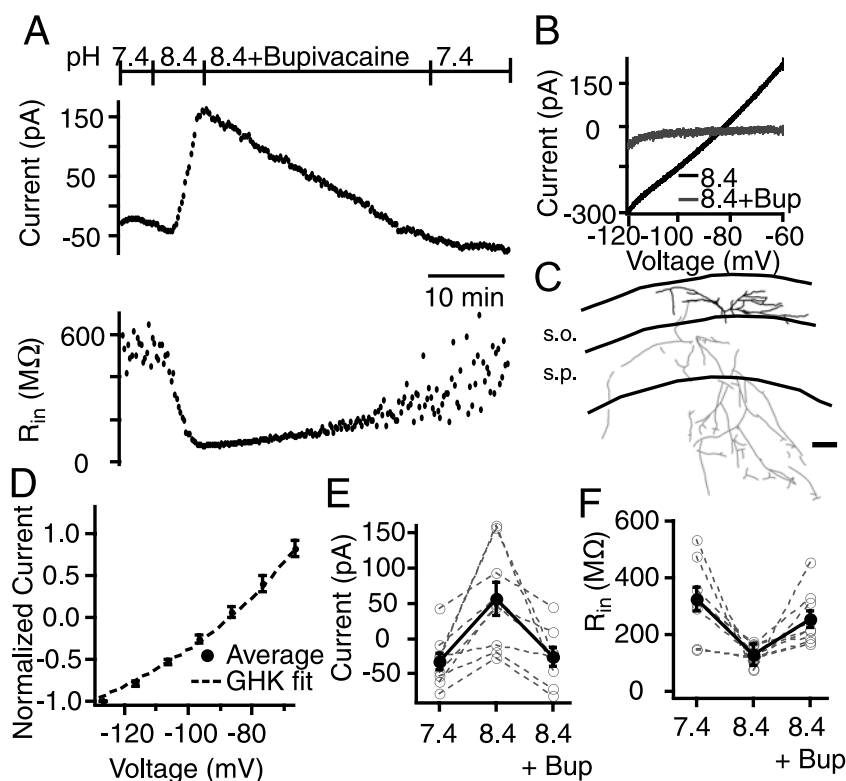 A
pH 7.4 8.4 8.4+Bupivacaine 7.4
Current (pA)
150
50
-50
10 min
Rin (MΩ)
600
0
B
Current (pA)
150
0
-300
8.4
8.4+Bup
-120 -100 -80 -60
Voltage (mV)
C
s.o.
s.p.
D
Normalized Current
1.0
0.5
0.0
-0.5
-1.0
Average
GHK fit
-120 -100 -80
Voltage (mV)
E
Current (pA)
150
100
50
0
-50
7.4 8.4 8.4
+ Bup
F
Rin (MΩ)
600
400
200
0
7.4 8.4 8.4
+ Bup